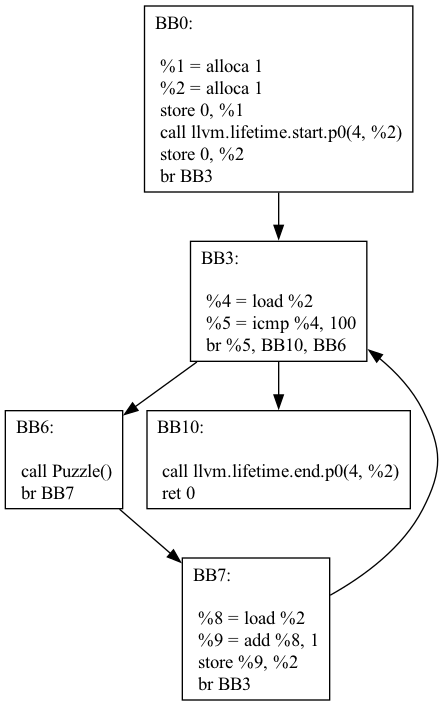 BB0:
%1 = alloca 1
%2 = alloca 1
store 0, %1
call llvm.lifetime.start.p0(4, %2)
store 0, %2
br BB3
BB3:
%4 = load %2
%5 = icmp %4, 100
br %5, BB10, BB6
BB6:
call Puzzle()
br BB7
BB10:
call llvm.lifetime.end.p0(4, %2)
ret 0
BB7:
%8 = load %2
%9 = add %8, 1
store %9, %2
br BB3